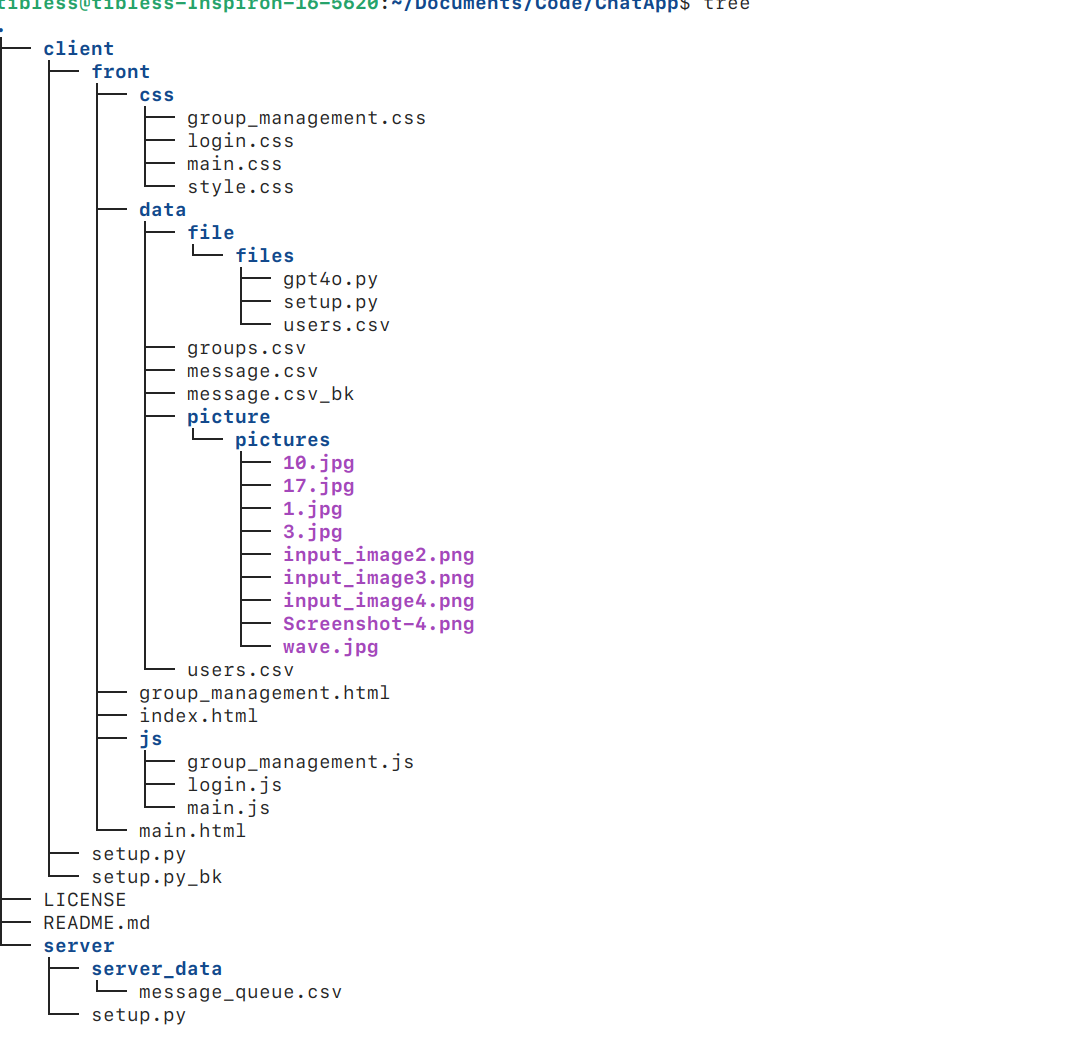 tibless@tibless-Inspiron-16-5620:~/Documents/Code/ChatApp$ tree
.
├── client
│   ├── front
│   │   ├── css
│   │   │   ├── group_management.css
│   │   │   ├── login.css
│   │   │   ├── main.css
│   │   │   └── style.css
│   │   ├── data
│   │   │   ├── file
│   │   │   │   └── files
│   │   │   │       ├── gpt4o.py
│   │   │   │       ├── setup.py
│   │   │   │       └── users.csv
│   │   │   ├── groups.csv
│   │   │   ├── message.csv
│   │   │   ├── message.csv_bk
│   │   │   ├── picture
│   │   │   │   └── pictures
│   │   │   │       ├── 10.jpg
│   │   │   │       ├── 17.jpg
│   │   │   │       ├── 1.jpg
│   │   │   │       ├── 3.jpg
│   │   │   │       ├── input_image2.png
│   │   │   │       ├── input_image3.png
│   │   │   │       ├── input_image4.png
│   │   │   │       ├── Screenshot-4.png
│   │   │   │       └── wave.jpg
│   │   │   └── users.csv
│   │   ├── group_management.html
│   │   ├── index.html
│   │   ├── js
│   │   │   ├── group_management.js
│   │   │   ├── login.js
│   │   │   └── main.js
│   │   └── main.html
│   ├── setup.py
│   └── setup.py_bk
├── LICENSE
├── README.md
└── server
    ├── server_data
    │   └── message_queue.csv
    └── setup.py